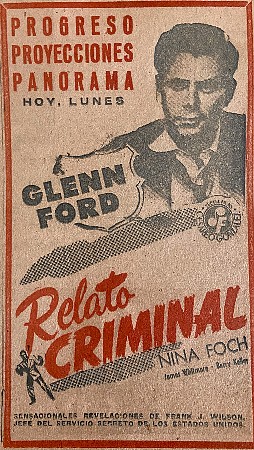 PROGRESO
PROYECCIONES
PANORAMA
HOY, LUNES
GLENN
FORD
Relato
CRIMINAL
NINA FOCH
James Whitmore - Barry Kelley
SENSACIONALES REVELACIONES DE FRANK J. WILSON,
JEFE DEL SERVICIO SECRETO DE LOS ESTADOS UNIDOS.